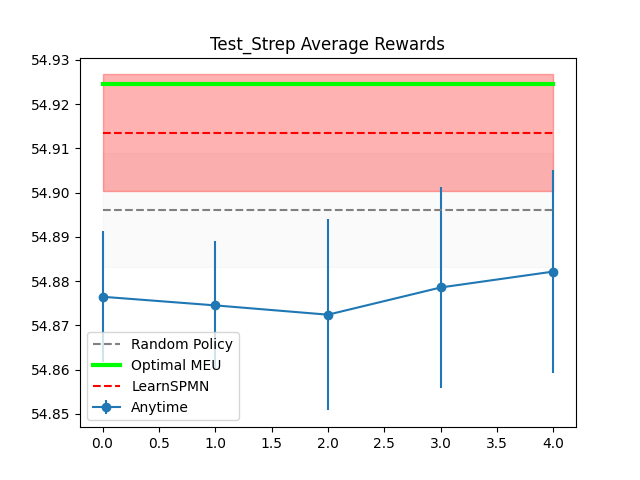 Test_Strep Average Rewards
54.93
54.92
54.91
54.90
54.89
54.88
54.87
54.86
54.85
Random Policy
Optimal MEU
LearnSPMN
Anytime
0.0 0.5 1.0 1.5 2.0 2.5 3.0 3.5 4.0